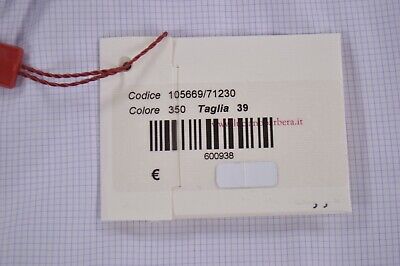 Codice 105669/71230
Colore 350 Taglia 39
600938
€